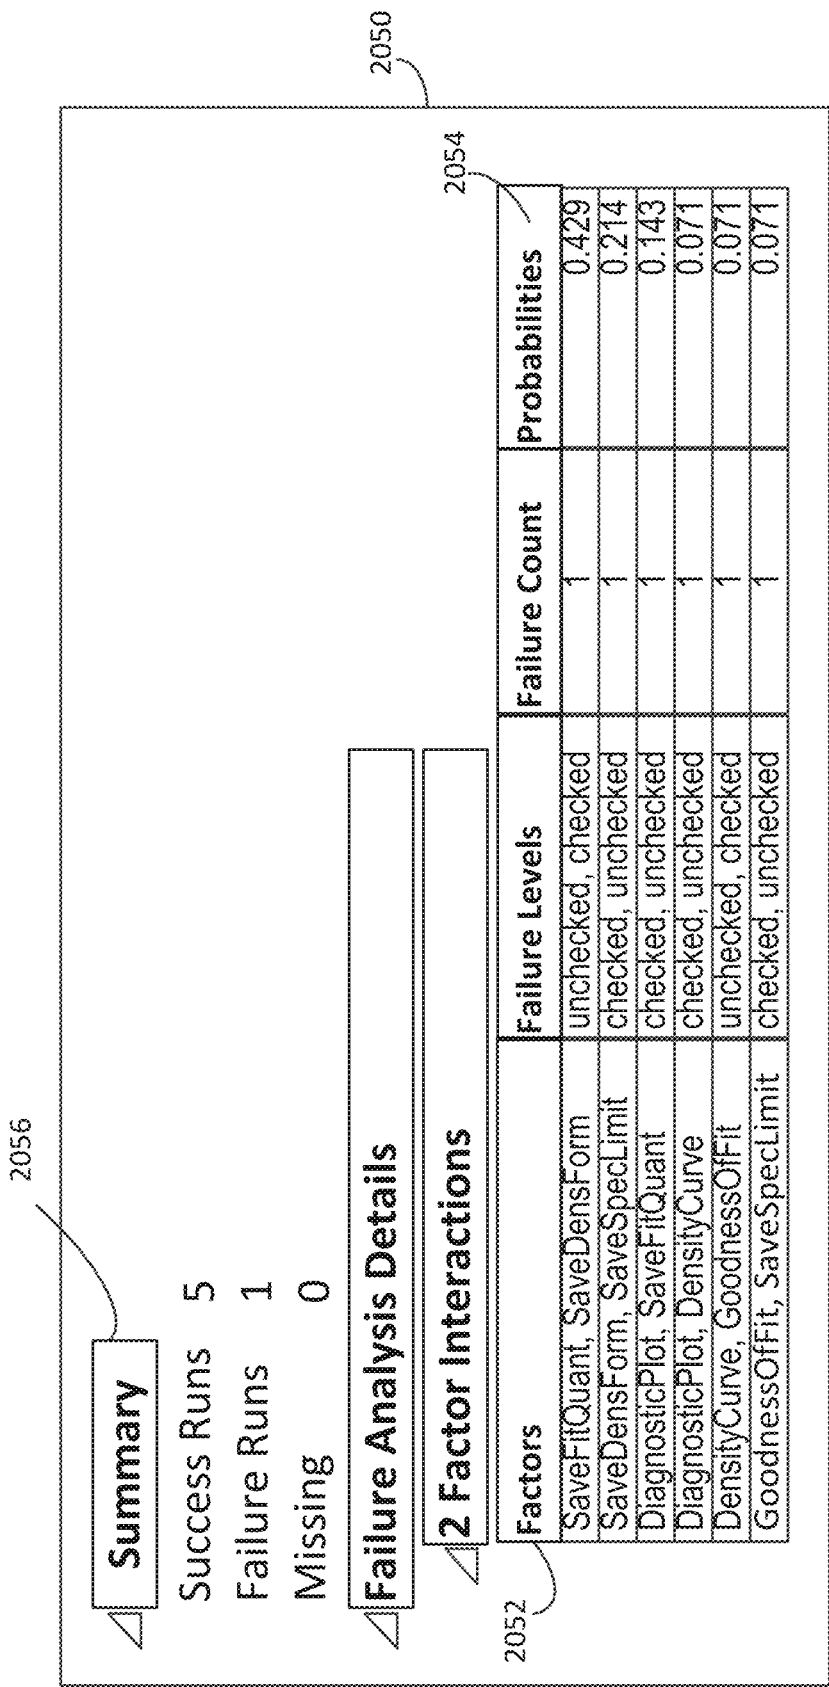 2056
2050
Summary
Success Runs 5
Failure Runs 1
Missing 0
Failure Analysis Details
2 Factor Interactions
2052
2054
Factors Failure Levels Failure Count Probabilities
SaveFitQuant, SaveDensForm unchecked, checked 1 0.429
SaveDensForm, SaveSpecLimit checked, unchecked 1 0.214
DiagnosticPlot, SaveFitQuant checked, unchecked 1 0.143
DiagnosticPlot, DensityCurve checked, unchecked 1 0.071
DensityCurve, GoodnessOfFit unchecked, checked 1 0.071
GoodnessOfFit, SaveSpecLimit checked, unchecked 1 0.071